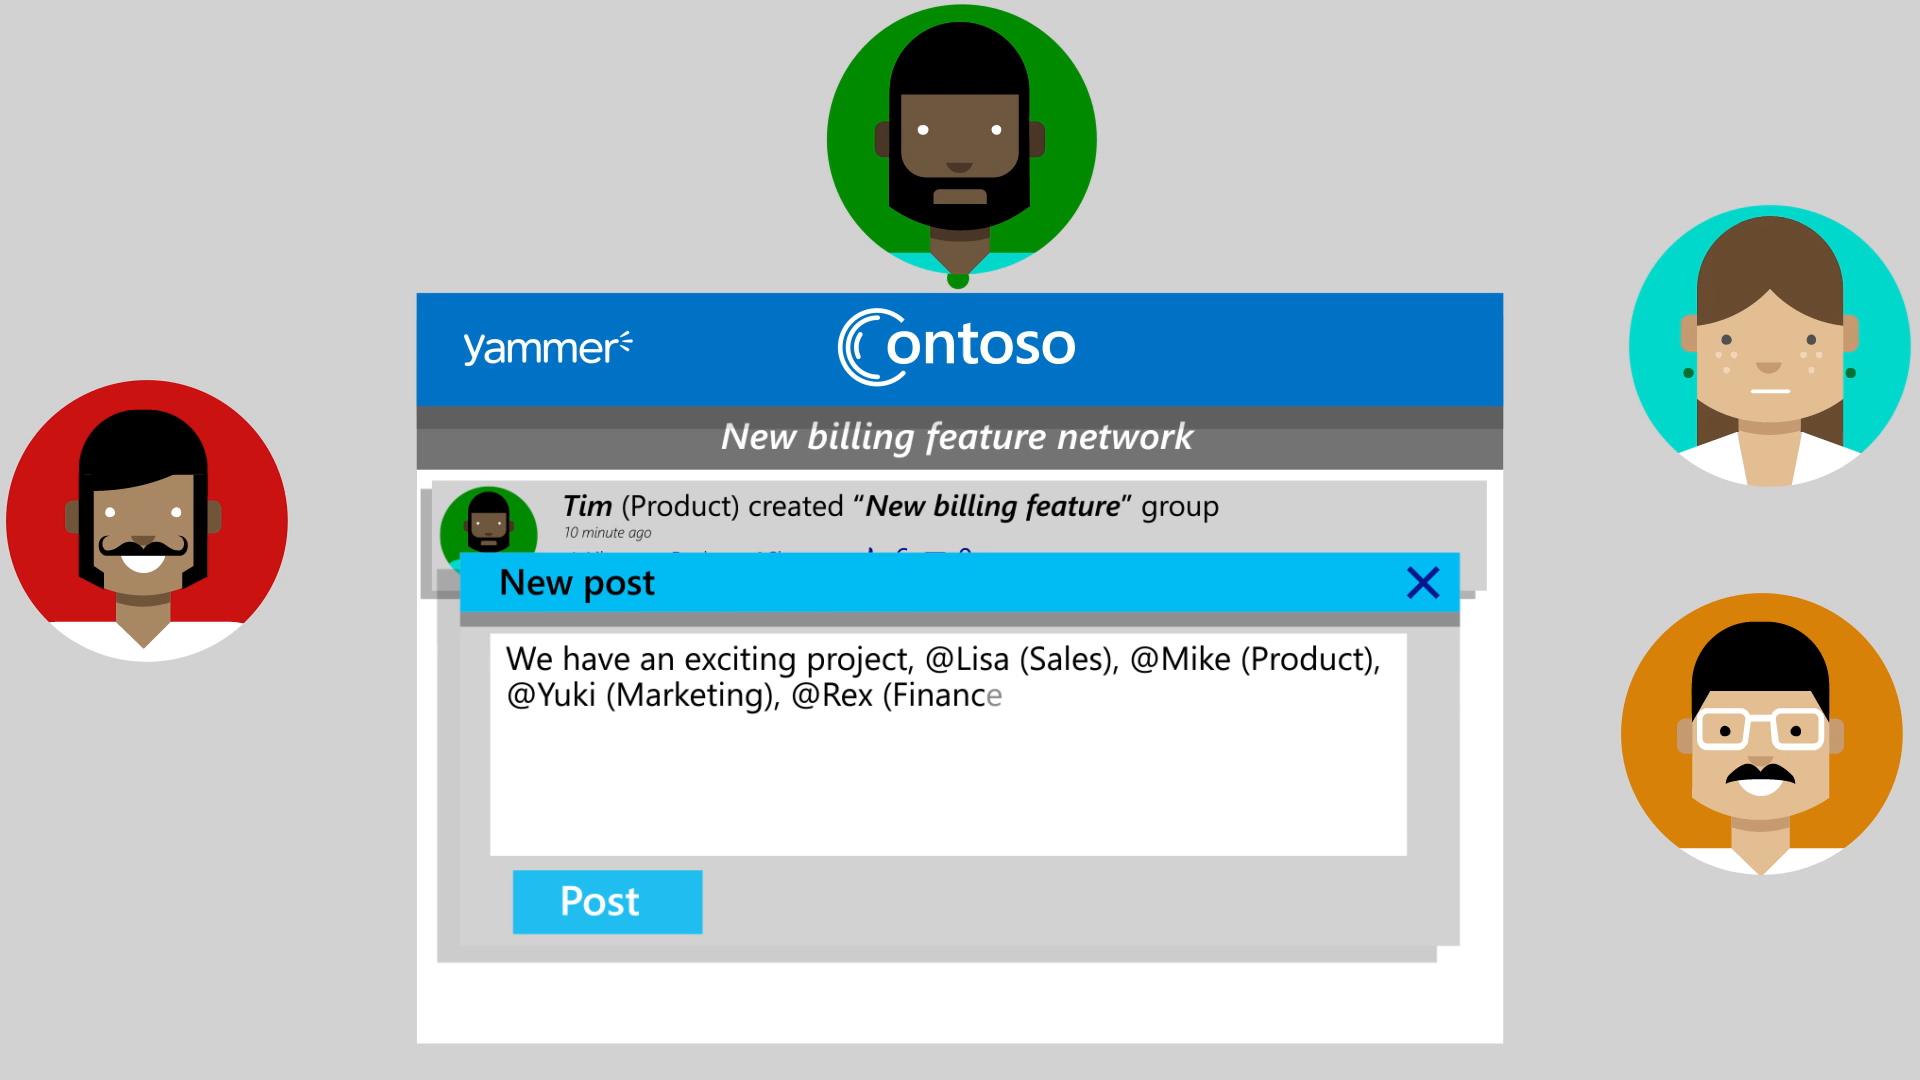 yammer
Contoso
New billing feature network
Tim (Product) created “New billing feature” group
10 minute ago
New post
We have an exciting project, @Lisa (Sales), @Mike (Product),
@Yuki (Marketing), @Rex (Finance
Post